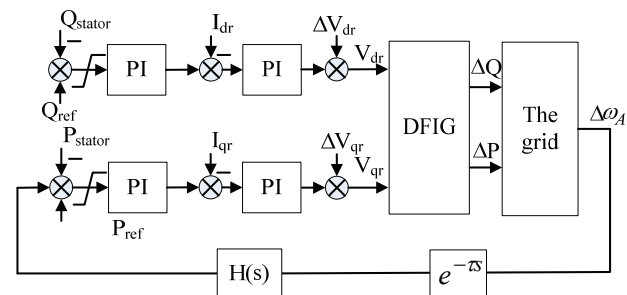 Q_stator
I_dr
ΔV_dr
V_dr
PI
PI
ΔQ
Q_ref
P_stator
DFIG
The
grid
Δω_A
I_qr
ΔV_qr
V_qr
ΔP
PI
PI
P_ref
H(s)
e^{-τs}